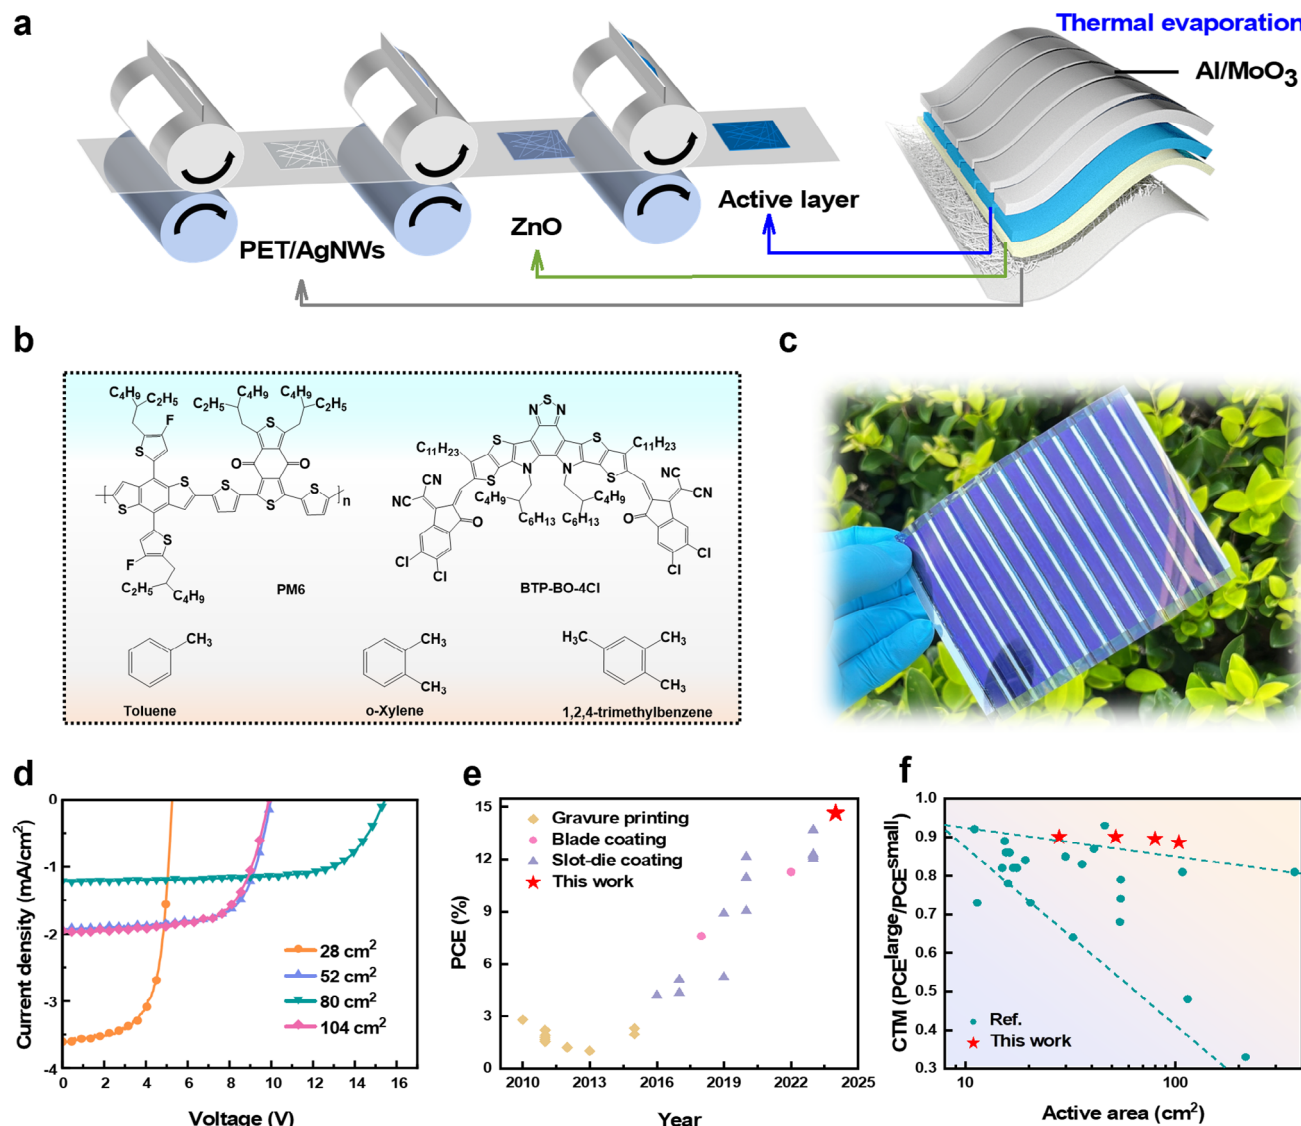 a
Thermal evaporation
Al/MoO3
Active layer
ZnO
PET/AgNWs
b
C4H9
C2H5
F
S
C2H5
C4H9
C4H9
C2H5
S
O
O
S
S
S
S
S
n
S
F
C2H5
C4H9
PM6
S
N
N
S
S
C11H23
C11H23
S
S
N
N
C4H9
C6H13
C4H9
C6H13
NC
CN
O
Cl
Cl
CN
CN
O
Cl
Cl
BTP-BO-4Cl
CH3
Toluene
CH3
CH3
o-Xylene
H3C
CH3
CH3
1,2,4-trimethylbenzene
c
d
Current density (mA/cm2)
0
-1
-2
-3
-4
28 cm2
52 cm2
80 cm2
104 cm2
0 2 4 6 8 10 12 14 16
Voltage (V)
e
PCE (%)
15
12
9
6
3
0
Gravure printing
Blade coating
Slot-die coating
This work
2010 2013 2016 2019 2022 2025
Year
f
CTM (PCElarge/PCEsmall)
1.0
0.9
0.8
0.7
0.6
0.5
0.4
0.3
Ref.
This work
10 100
Active area (cm2)